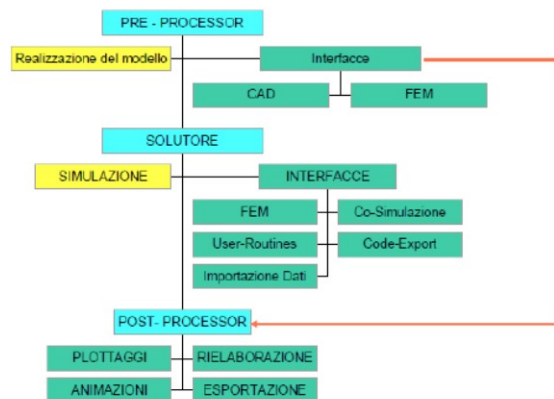 PRE - PROCESSOR
Realizzazione del modello
Interfacce
CAD
FEM
SOLUTORE
SIMULAZIONE
INTERFACCE
FEM
Co-Simulazione
User-Routines
Code-Export
Importazione Dati
POST- PROCESSOR
PLOTTAGGI
RIELABORAZIONE
ANIMAZIONI
ESPORTAZIONE